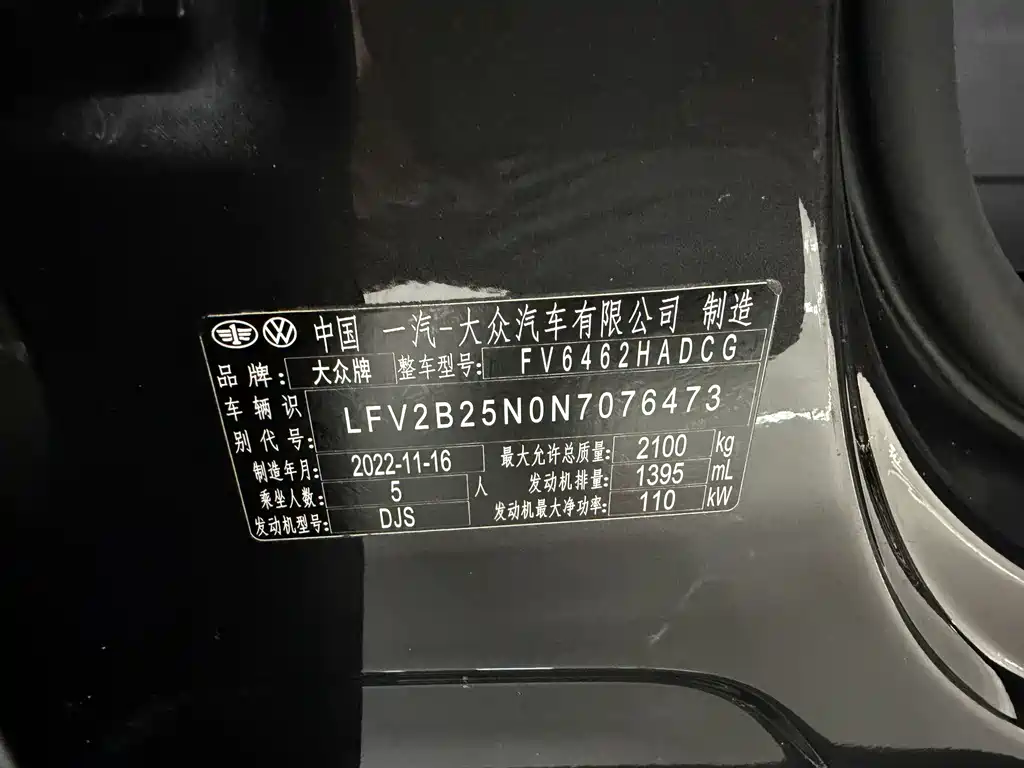 中国 一汽-大众汽车有限公司 制造
品牌: 大众牌 整车型号: FV6462HADCG
车辆识别代号: LFV2B25N0N7076473
制造年月: 2022-11-16 最大允许总质量: 2100 kg
乘坐人数: 5 人 发动机排量: 1395 mL
发动机型号: DJS 发动机最大净功率: 110 kW